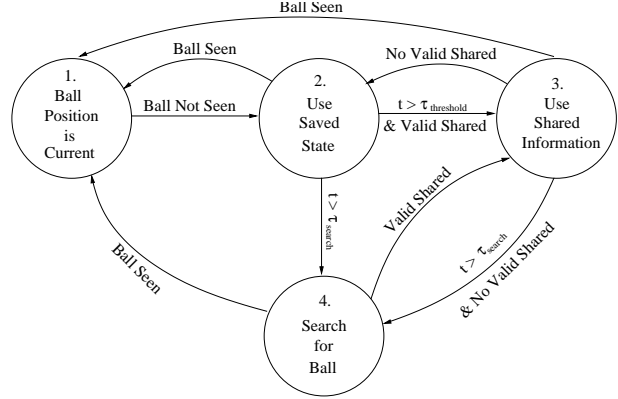 Ball Seen
Ball Seen
No Valid Shared
1.
Ball
Position
is
Current
Ball Not Seen
2.
Use
Saved
State
t > τ threshold
& Valid Shared
3.
Use
Shared
Information
t > τ search
Valid Shared
t > τ search
& No Valid Shared
Ball Seen
4.
Search
for
Ball